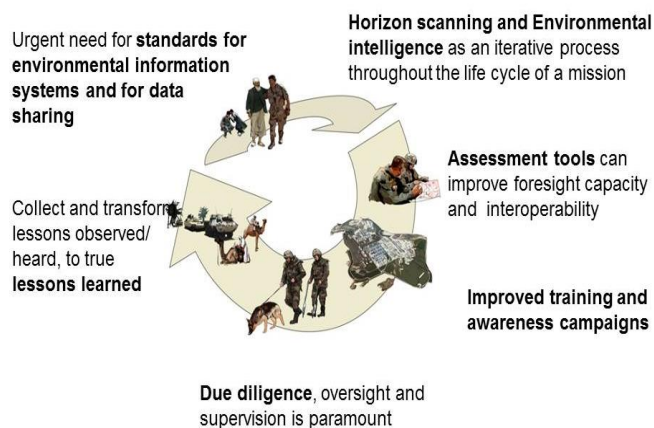 Urgent need for standards for
environmental information
systems and for data
sharing
Horizon scanning and Environmental
intelligence as an iterative process
throughout the life cycle of a mission
Assessment tools can
improve foresight capacity
and interoperability
Improved training and
awareness campaigns
Due diligence, oversight and
supervision is paramount
Collect and transform
lessons observed/
heard, to true
lessons learned